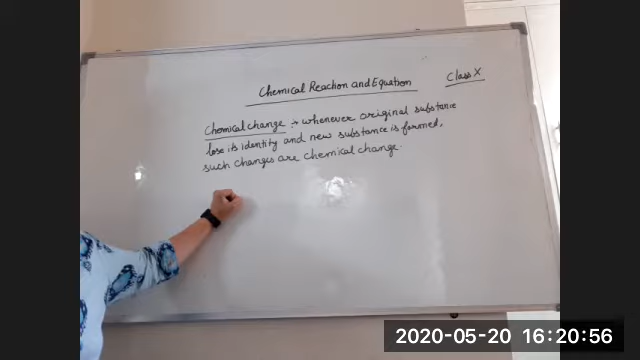 Chemical Reaction and Equation
Class X
Chemical change :- whenever original substance
lose its identity and new substance is formed,
such changes are chemical change.
2020-05-20 16:20:56